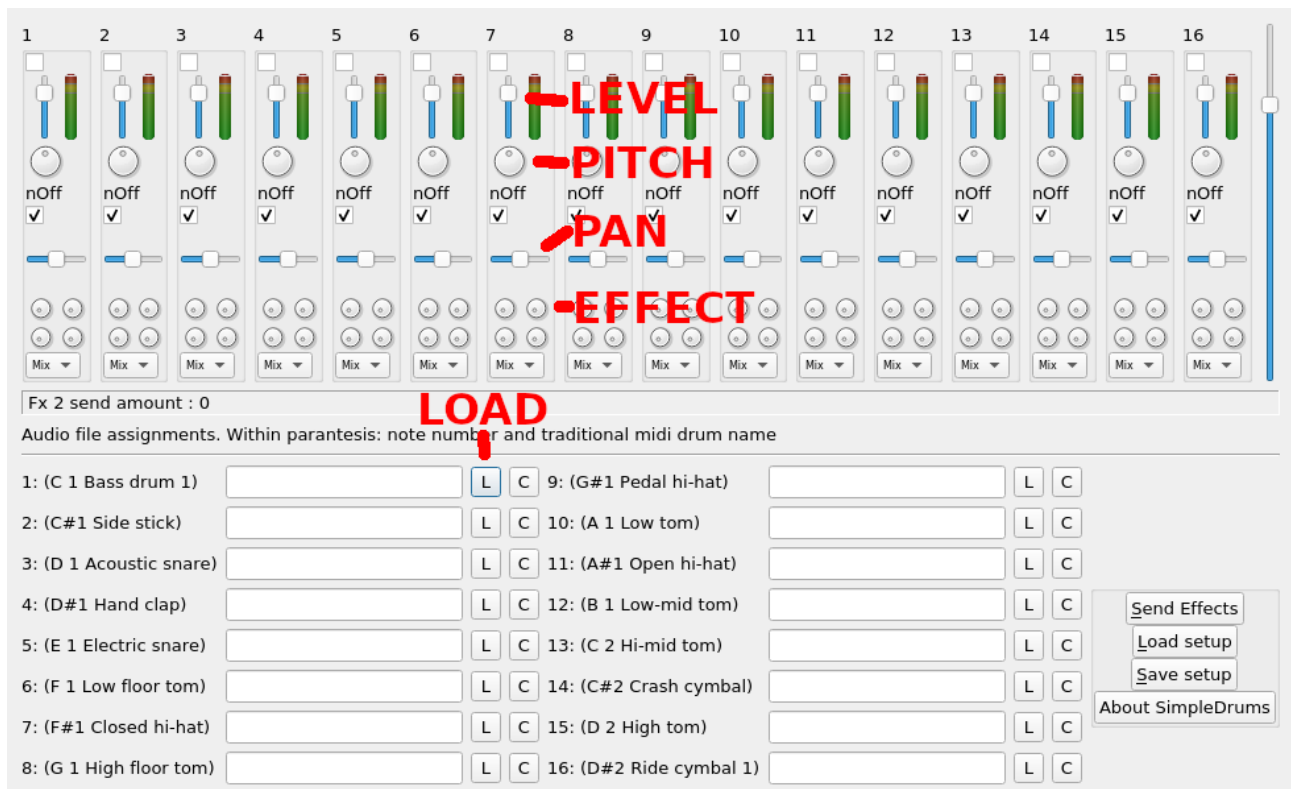 1 2 3 4 5 6 7 8 9 10 11 12 13 14 15 16
LEVEL
PITCH
nOff nOff nOff nOff nOff nOff nOff nOff nOff nOff nOff nOff nOff nOff nOff nOff
PAN
EFFECT
Mix Mix Mix Mix Mix Mix Mix Mix Mix Mix Mix Mix Mix Mix Mix Mix
Fx 2 send amount : 0
LOAD
Audio file assignments. Within parantesis: note number and traditional midi drum name
1: (C 1 Bass drum 1) L C 9: (G#1 Pedal hi-hat) L C
2: (C#1 Side stick) L C 10: (A 1 Low tom) L C
3: (D 1 Acoustic snare) L C 11: (A#1 Open hi-hat) L C
4: (D#1 Hand clap) L C 12: (B 1 Low-mid tom) L C
5: (E 1 Electric snare) L C 13: (C 2 Hi-mid tom) L C
6: (F 1 Low floor tom) L C 14: (C#2 Crash cymbal) L C
7: (F#1 Closed hi-hat) L C 15: (D 2 High tom) L C
8: (G 1 High floor tom) L C 16: (D#2 Ride cymbal 1) L C
Send Effects
Load setup
Save setup
About SimpleDrums